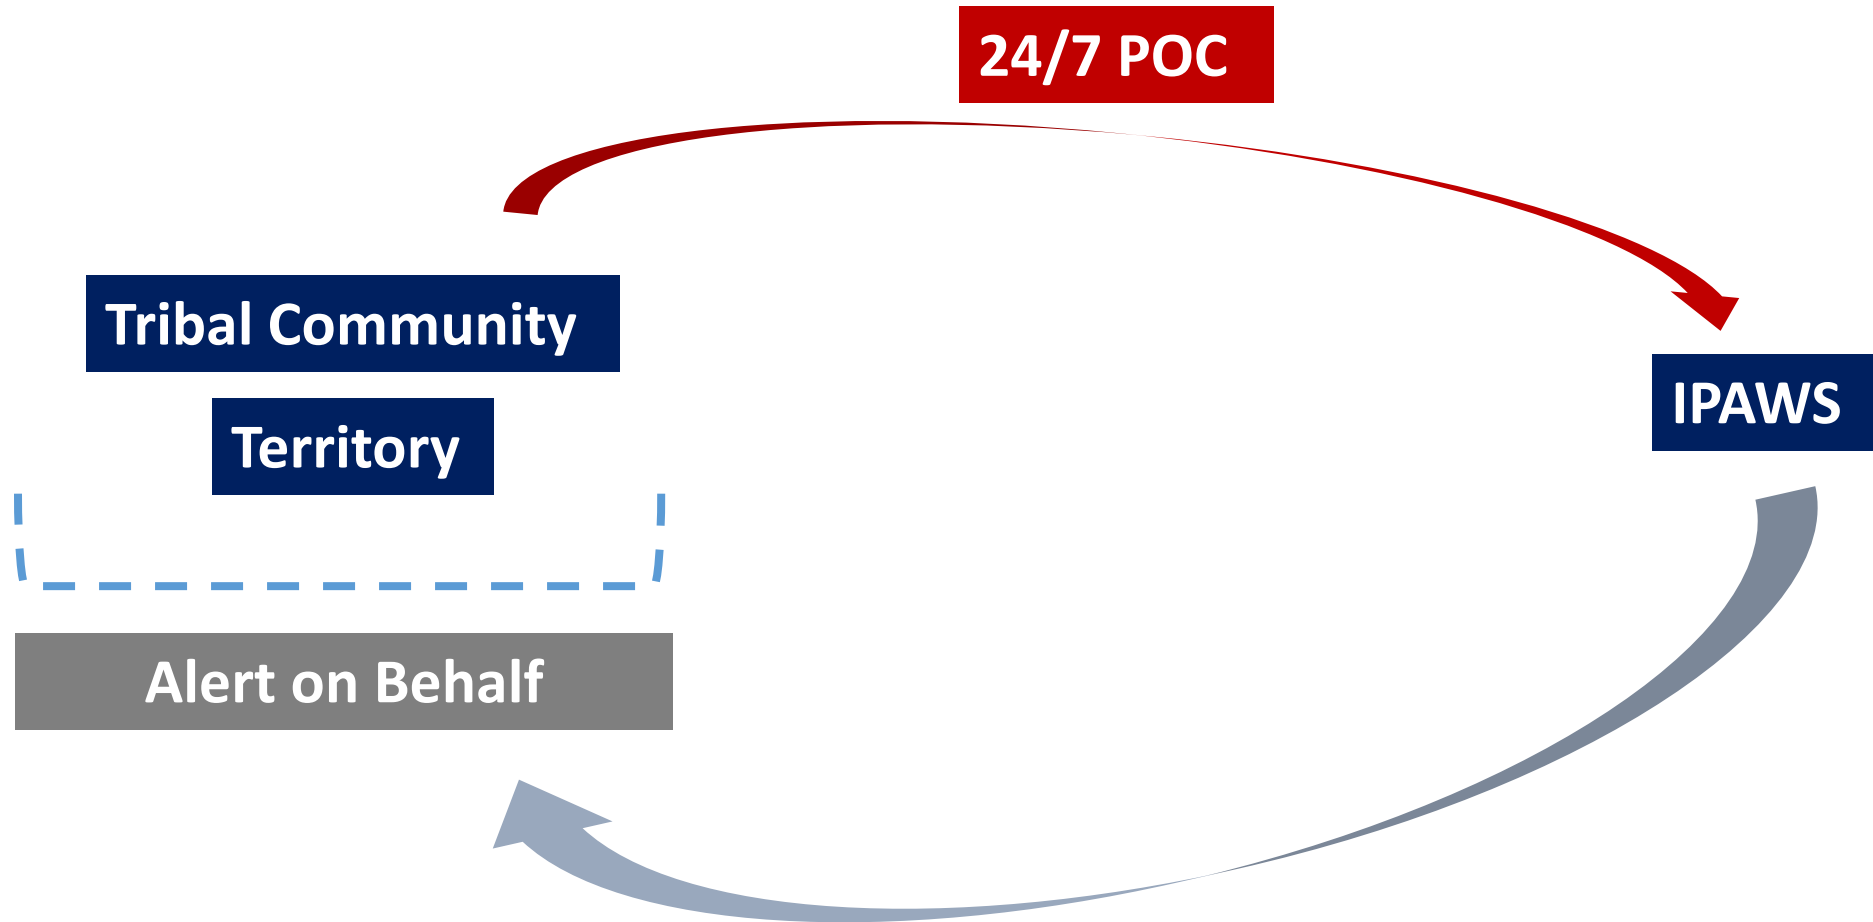 24/7 POC
Tribal Community
Territory
IPAWS
Alert on Behalf